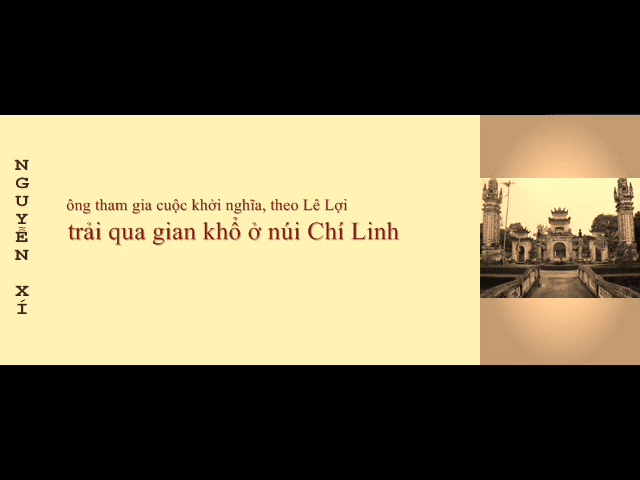 NGUYỄN XÍ
ông tham gia cuộc khởi nghĩa, theo Lê Lợi
trải qua gian khổ ở núi Chí Linh